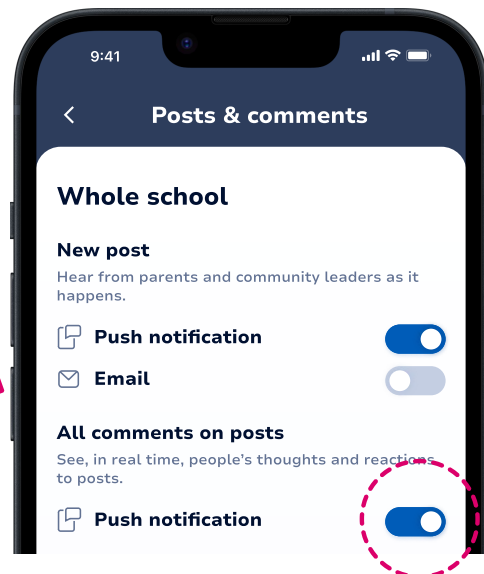 9:41
Posts & comments
Whole school
New post
Hear from parents and community leaders as it
happens.
Push notification
Email
All comments on posts
See, in real time, people's thoughts and reactions
to posts.
Push notification